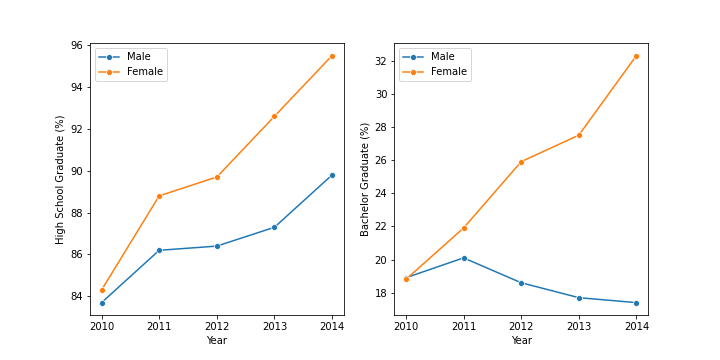 96
94
92
90
88
86
84
High School Graduate (%)
Male
Female
2010 2011 2012 2013 2014
Year
32
30
28
26
24
22
20
18
Bachelor Graduate (%)
Male
Female
2010 2011 2012 2013 2014
Year